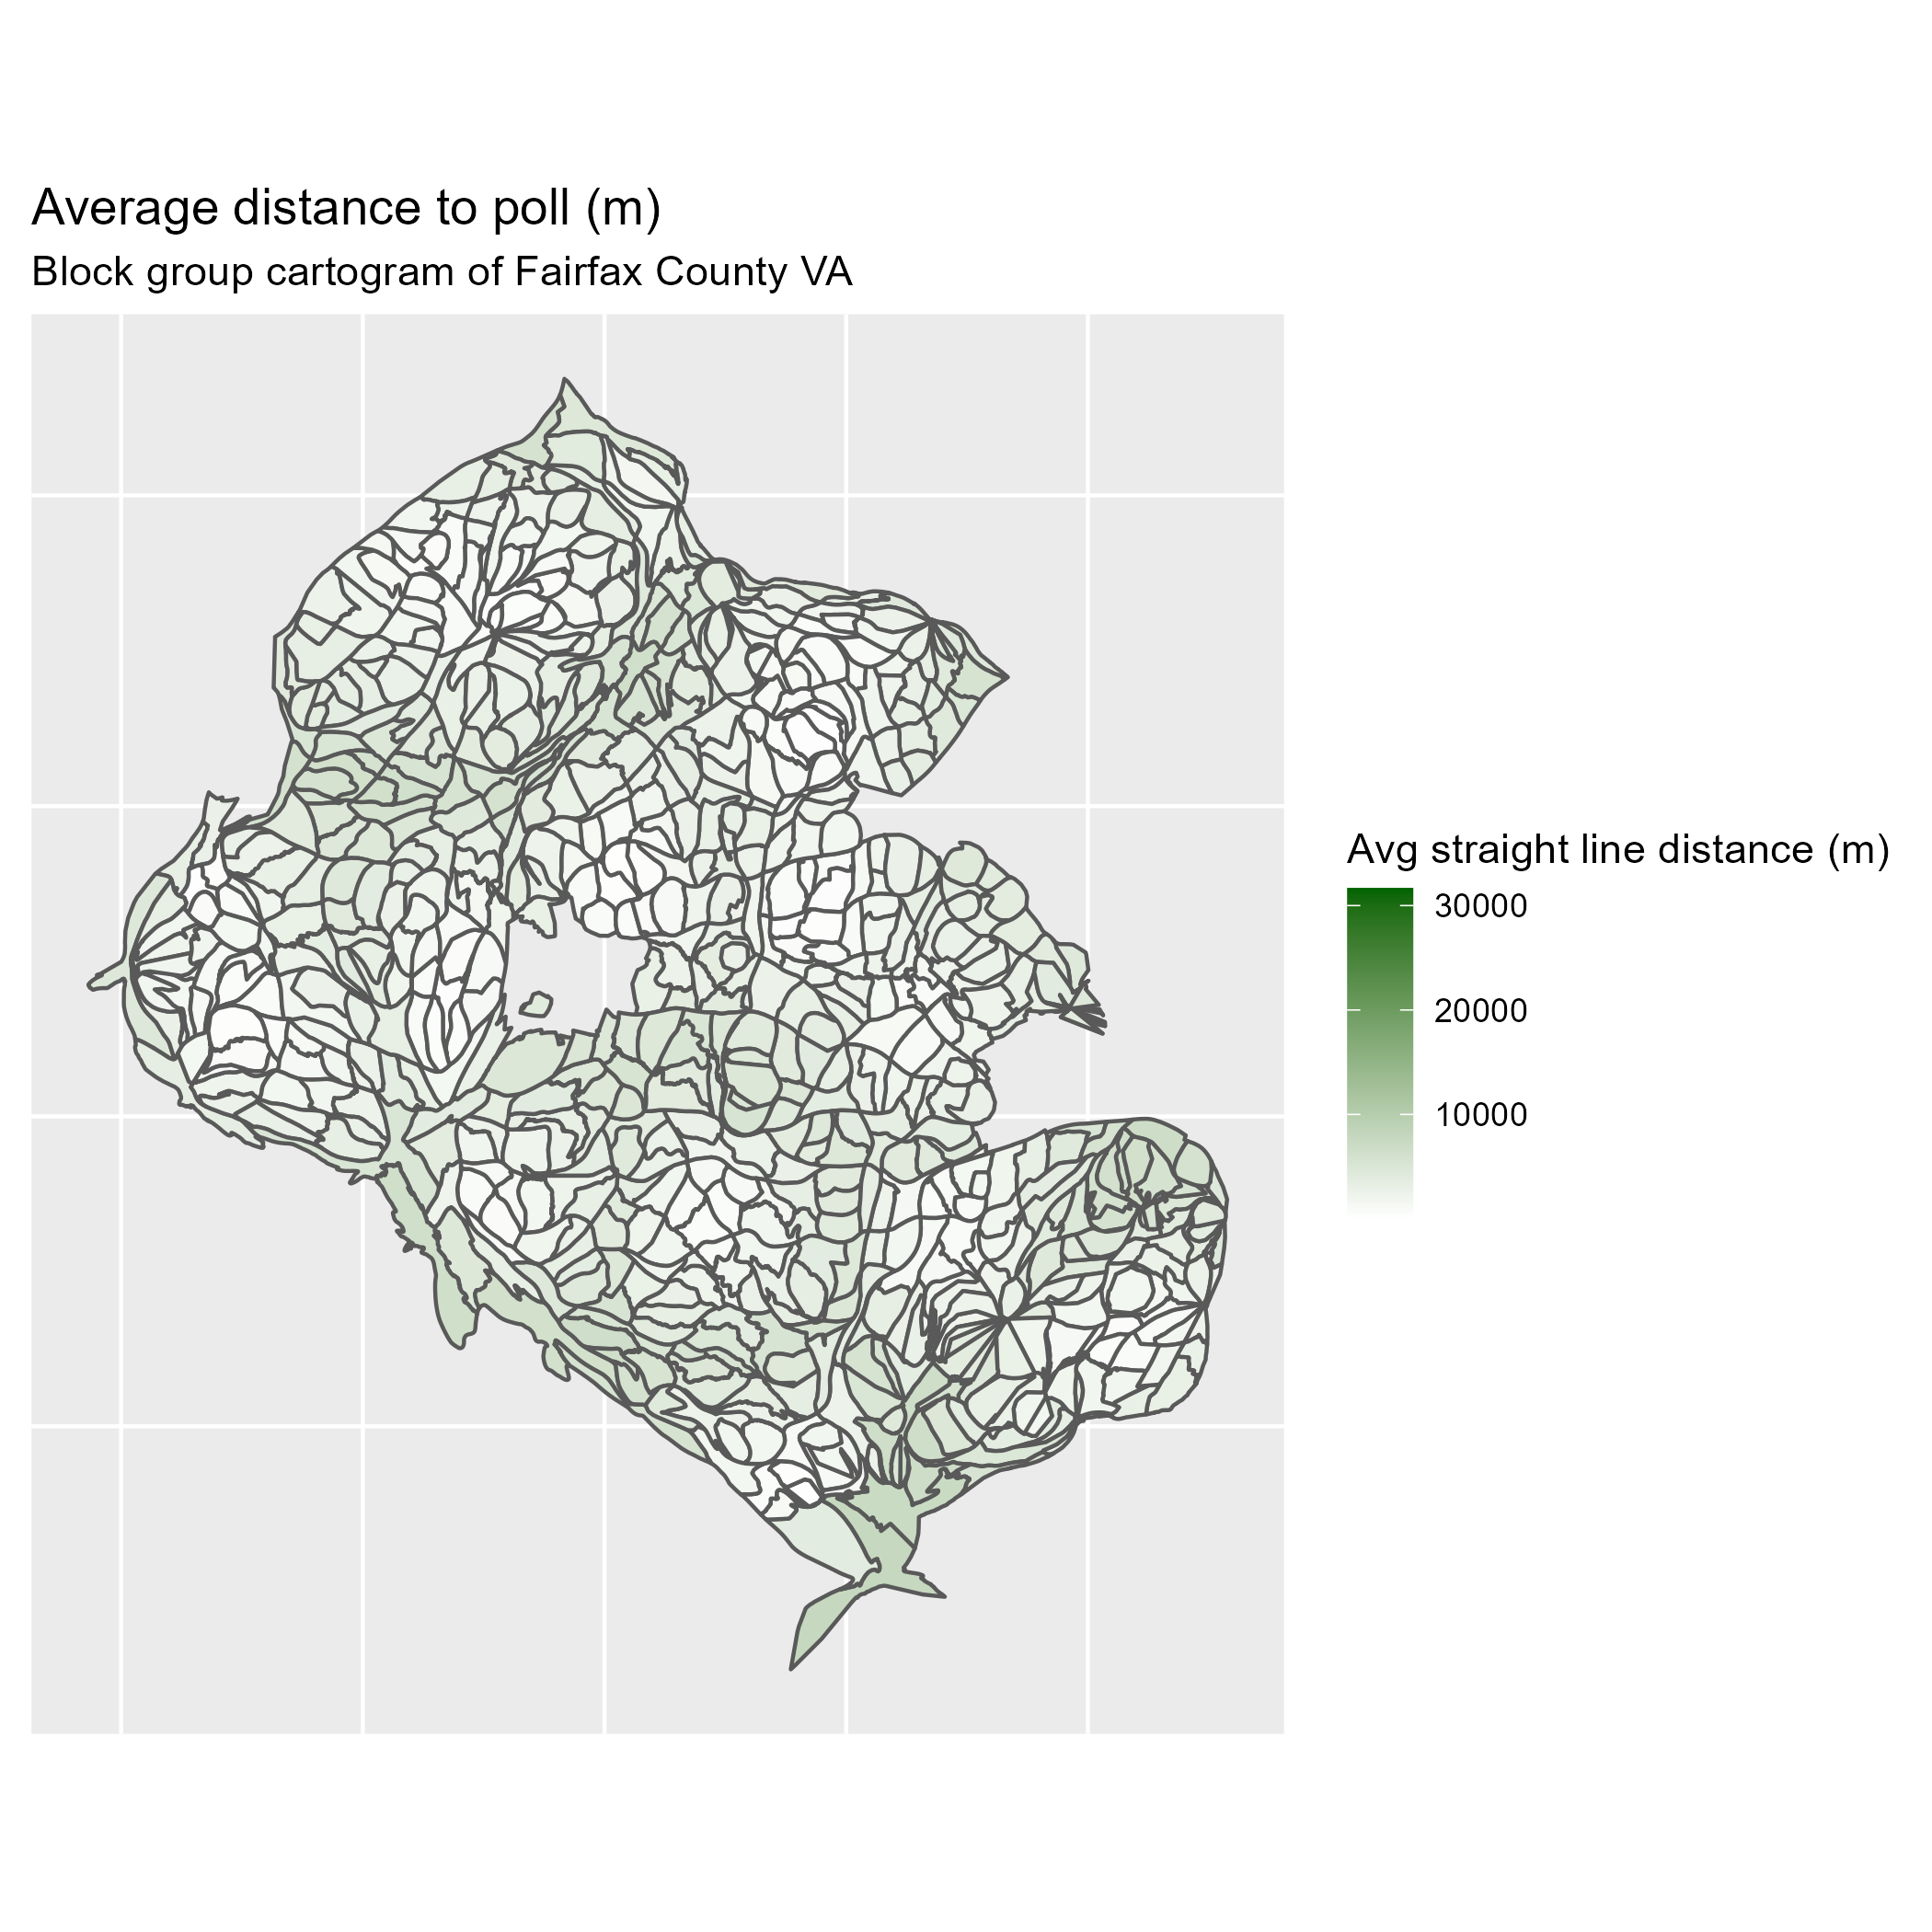 Average distance to poll (m)
Block group cartogram of Fairfax County VA
Avg straight line distance (m)
30000
20000
10000